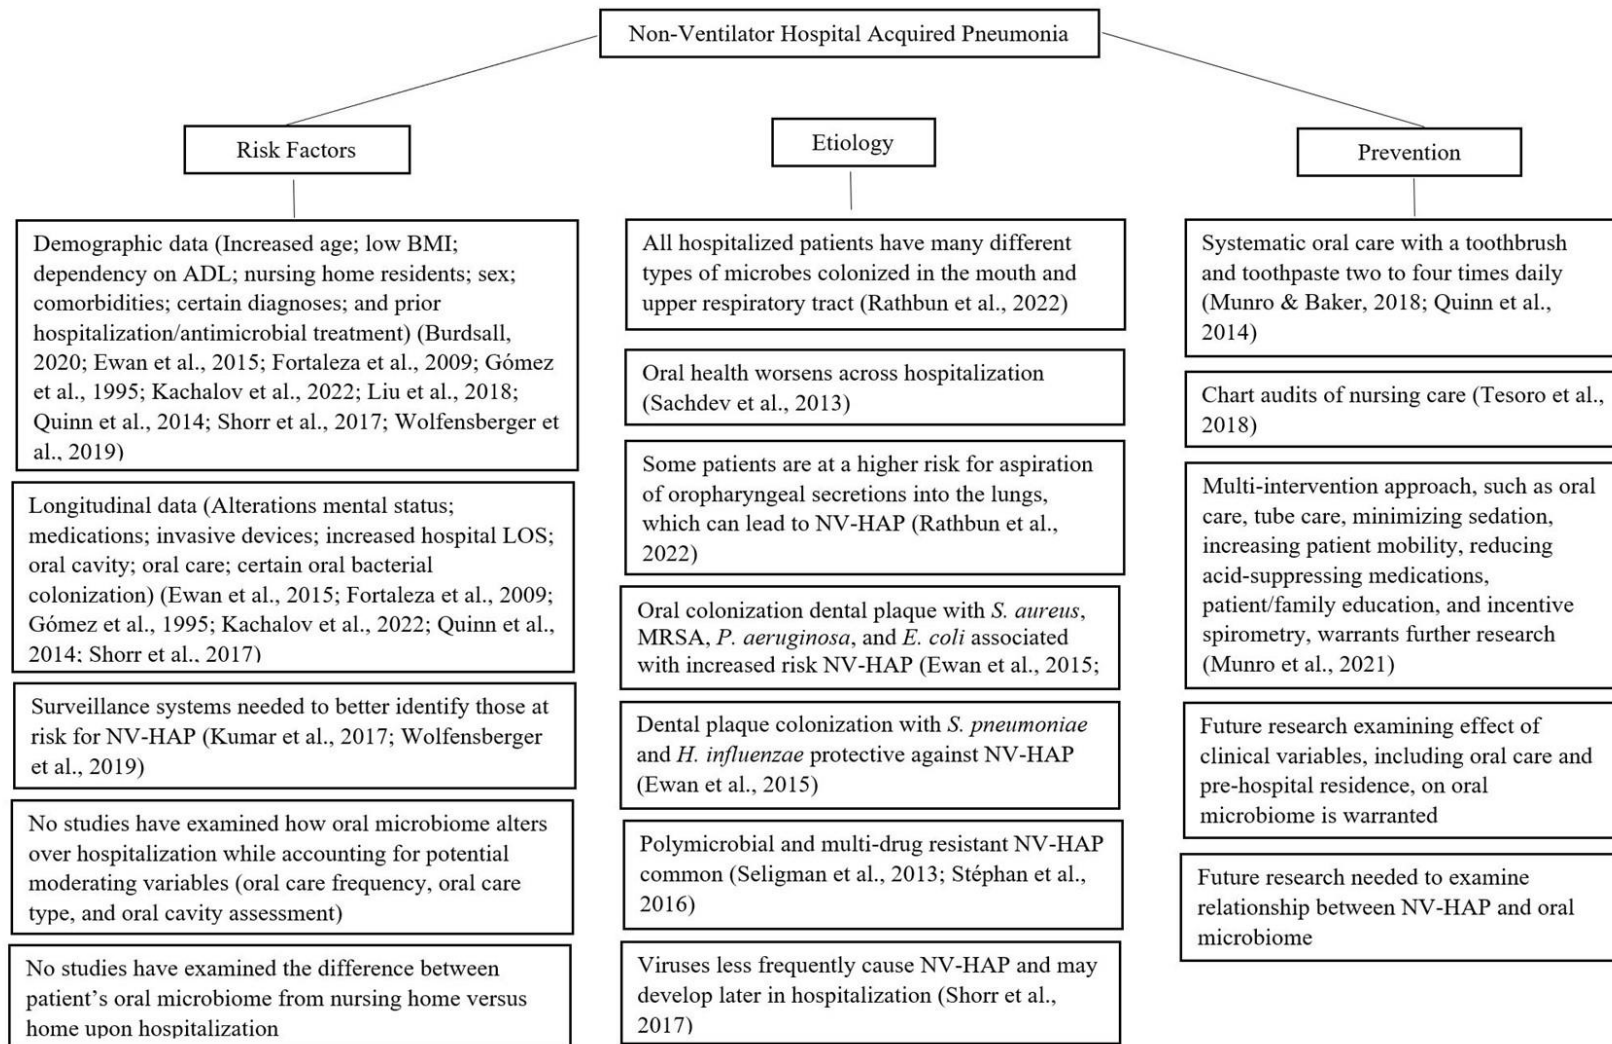 Non-Ventilator Hospital Acquired Pneumonia
Risk Factors
Demographic data (Increased age; low BMI;
dependency on ADL; nursing home residents; sex;
comorbidities; certain diagnoses; and prior
hospitalization/antimicrobial treatment) (Burdsall,
2020; Ewan et al., 2015; Fortaleza et al., 2009; Gómez
et al., 1995; Kachalov et al., 2022; Liu et al., 2018;
Quinn et al., 2014; Shorr et al., 2017; Wolfensberger et
al., 2019)
Longitudinal data (Alterations mental status;
medications; invasive devices; increased hospital LOS;
oral cavity; oral care; certain oral bacterial
colonization) (Ewan et al., 2015; Fortaleza et al., 2009;
Gómez et al., 1995; Kachalov et al., 2022; Quinn et al.,
2014; Shorr et al., 2017)
Surveillance systems needed to better identify those at
risk for NV-HAP (Kumar et al., 2017; Wolfensberger
et al., 2019)
No studies have examined how oral microbiome alters
over hospitalization while accounting for potential
moderating variables (oral care frequency, oral care
type, and oral cavity assessment)
No studies have examined the difference between
patient’s oral microbiome from nursing home versus
home upon hospitalization
Etiology
All hospitalized patients have many different
types of microbes colonized in the mouth and
upper respiratory tract (Rathbun et al., 2022)
Oral health worsens across hospitalization
(Sachdev et al., 2013)
Some patients are at a higher risk for aspiration
of oropharyngeal secretions into the lungs,
which can lead to NV-HAP (Rathbun et al.,
2022)
Oral colonization dental plaque with S. aureus,
MRSA, P. aeruginosa, and E. coli associated
with increased risk NV-HAP (Ewan et al., 2015;
Dental plaque colonization with S. pneumoniae
and H. influenzae protective against NV-HAP
(Ewan et al., 2015)
Polymicrobial and multi-drug resistant NV-HAP
common (Seligman et al., 2013; Stéphan et al.,
2016)
Viruses less frequently cause NV-HAP and may
develop later in hospitalization (Shorr et al.,
2017)
Prevention
Systematic oral care with a toothbrush
and toothpaste two to four times daily
(Munro & Baker, 2018; Quinn et al.,
2014)
Chart audits of nursing care (Tesoro et al.,
2018)
Multi-intervention approach, such as oral
care, tube care, minimizing sedation,
increasing patient mobility, reducing
acid-suppressing medications,
patient/family education, and incentive
spirometry, warrants further research
(Munro et al., 2021)
Future research examining effect of
clinical variables, including oral care and
pre-hospital residence, on oral
microbiome is warranted
Future research needed to examine
relationship between NV-HAP and oral
microbiome